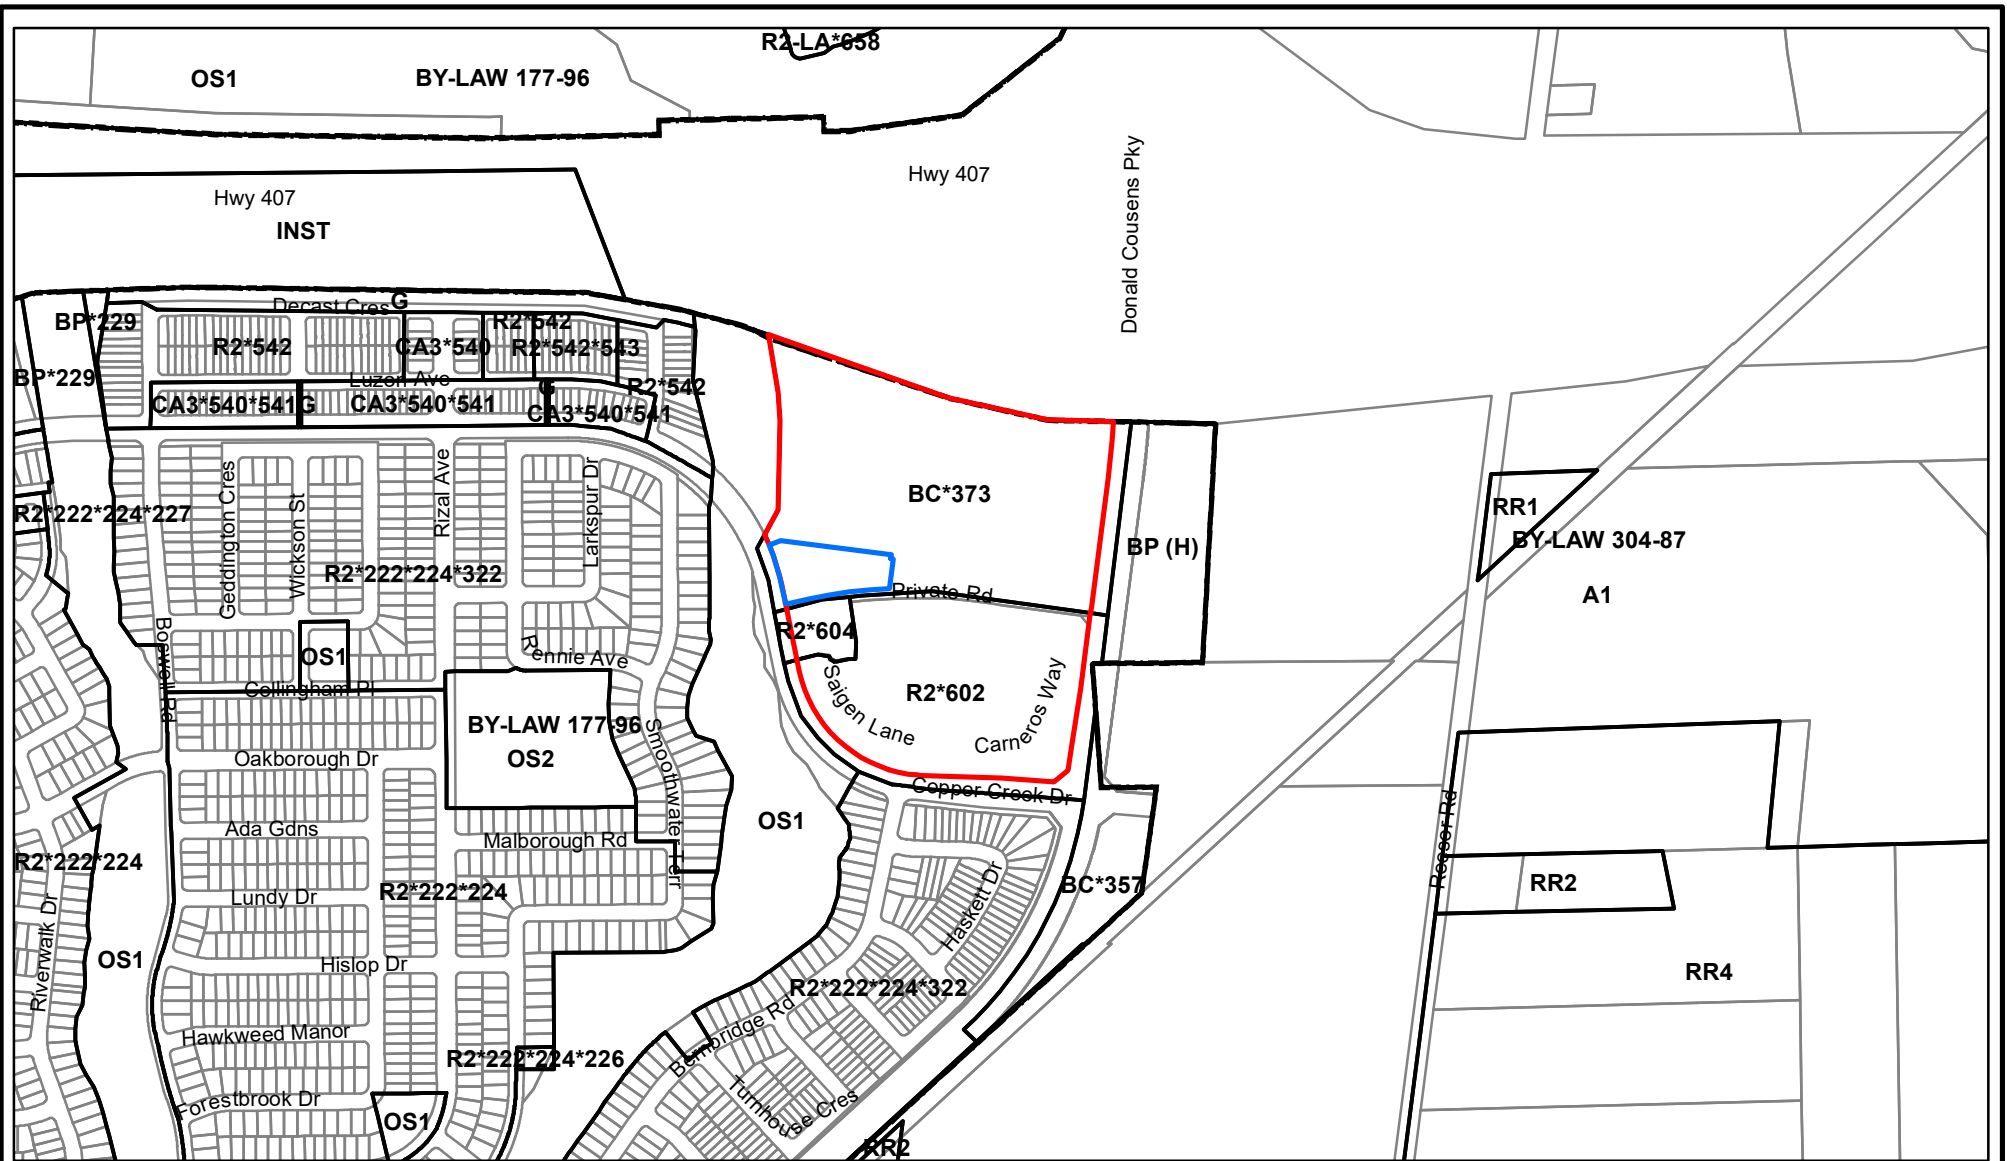 R2-LA*658
OS1
BY-LAW 177-96
Hwy 407
Hwy 407
INST
Donald Cousens Pky
Decast Cres
G
BP*229
R2*542
R2*542
CA3*540
R2*542*543
BP*229
Luzon Ave
G
R2*542
CA3*540*541
G
CA3*540*541
CA3*540*541
Geddington Cres
Wickson St
Rizal Ave
Larkspur Dr
BC*373
R2*222*224*227
RR1
BY-LAW 304-87
BP (H)
R2*222*224*322
Private Rd
A1
R2*604
Boswell Rd
OS1
Rennie Ave
Collingham Pl
Saigen Lane
R2*602
Carneros Way
BY-LAW 177-96
OS2
Smoothwater Terr
Oakborough Dr
Copper Creek Dr
Ada Gdns
OS1
Malborough Rd
Reesor Rd
R2*222*224
R2*222*224
Lundy Dr
BC*357
RR2
Haskett Dr
Riverwalk Dr
OS1
Hislop Dr
RR4
R2*222*224*322
Hawkweed Manor
Bernbridge Rd
R2*222*224*226
Turnhouse Cres
Forestbrook Dr
OS1
RR2